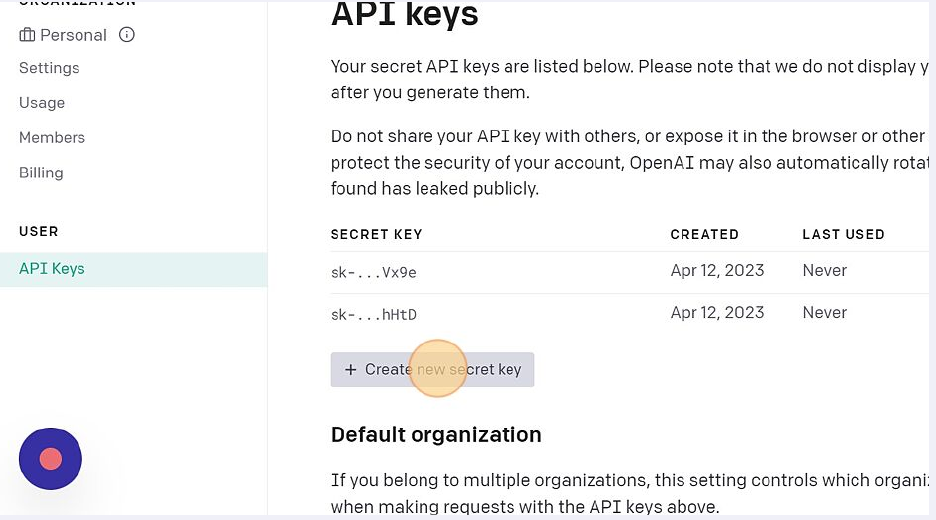 ORGANIZATION
Personal
Settings
Usage
Members
Billing
USER
API Keys
API keys
Your secret API keys are listed below. Please note that we do not display y
after you generate them.
Do not share your API key with others, or expose it in the browser or other
protect the security of your account, OpenAI may also automatically rotat
found has leaked publicly.
SECRET KEY CREATED LAST USED
sk-...Vx9e Apr 12, 2023 Never
sk-...hHtD Apr 12, 2023 Never
+ Create new secret key
Default organization
If you belong to multiple organizations, this setting controls which organi
when making requests with the API keys above.